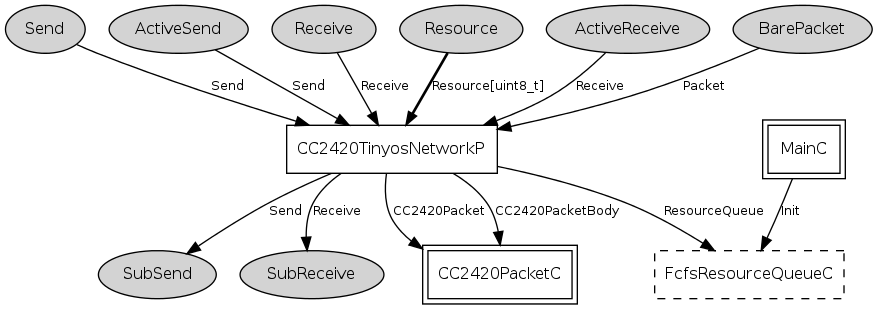 Send
ActiveSend
Receive
Resource
ActiveReceive
BarePacket
Send
Send
Receive
Resource[uint8_t]
Receive
Packet
CC2420TinyosNetworkP
MainC
Send
Receive
CC2420Packet
CC2420PacketBody
ResourceQueue
Init
SubSend
SubReceive
CC2420PacketC
FcfsResourceQueueC